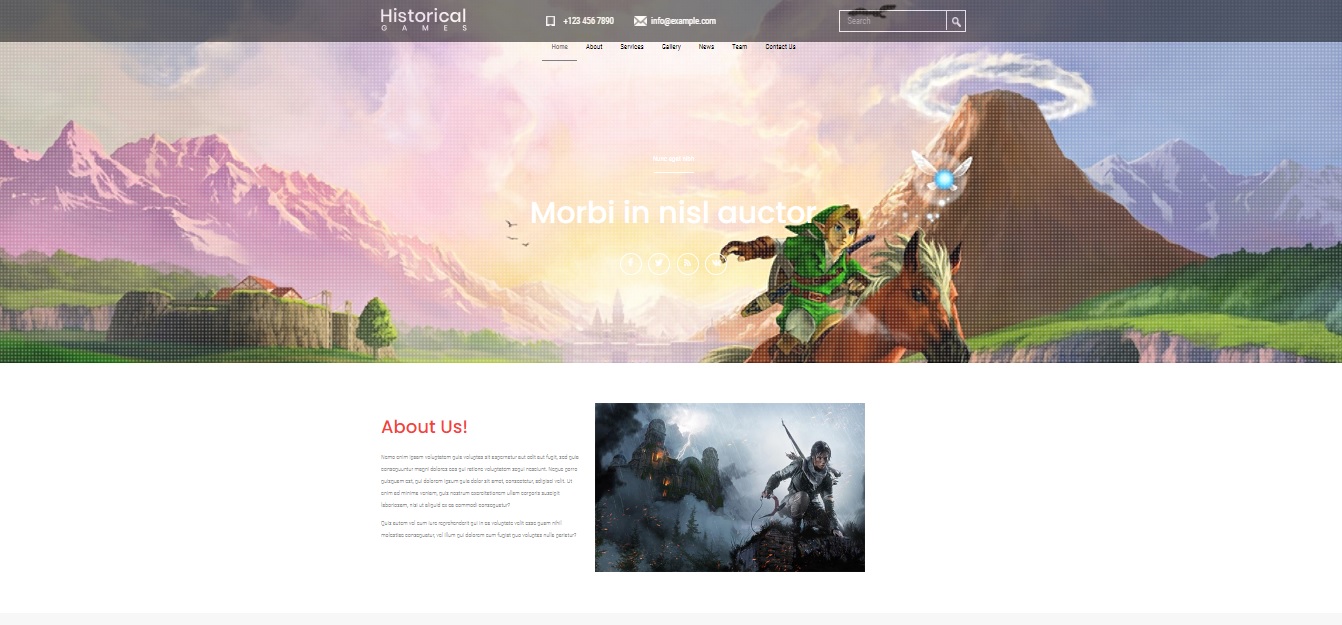 Historical
GAMES
+123 456 7890
info@example.com
Search
Home
About
Services
Gallery
News
Team
Contact Us
Morbi in nisl auctor
About Us!
Nemo enim ipsam voluptatem quia voluptas sit aspernatur aut odit aut fugit, sed quia
consequuntur magni dolores eos qui ratione voluptatem sequi nesciunt. Neque porro
quisquam est, qui dolorem ipsum quia dolor sit amet, consectetur, adipisci velit. Ut
enim ad minima veniam, quis nostrum exercitationem ullam corporis suscipit
laboriosam, nisi ut aliquid ex ea commodi consequatur?
Quis autem vel eum iure reprehenderit qui in ea voluptate velit esse quam nihil
molestiae consequatur, vel illum qui dolorem eum fugiat quo voluptas nulla pariatur?